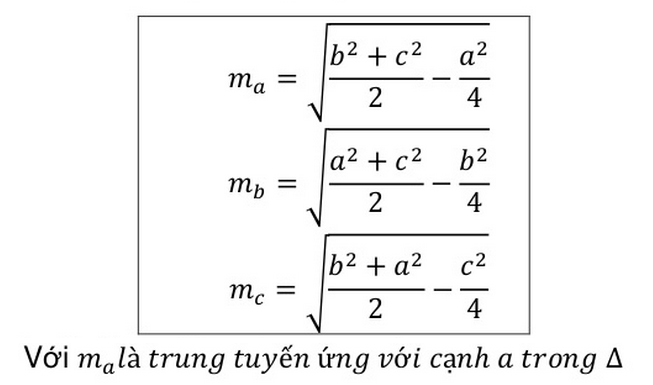 m_a = √((b² + c²)/2 − a²/4)
m_b = √((a² + c²)/2 − b²/4)
m_c = √((b² + a²)/2 − c²/4)
Với m_a là trung tuyến ứng với cạnh a trong Δ